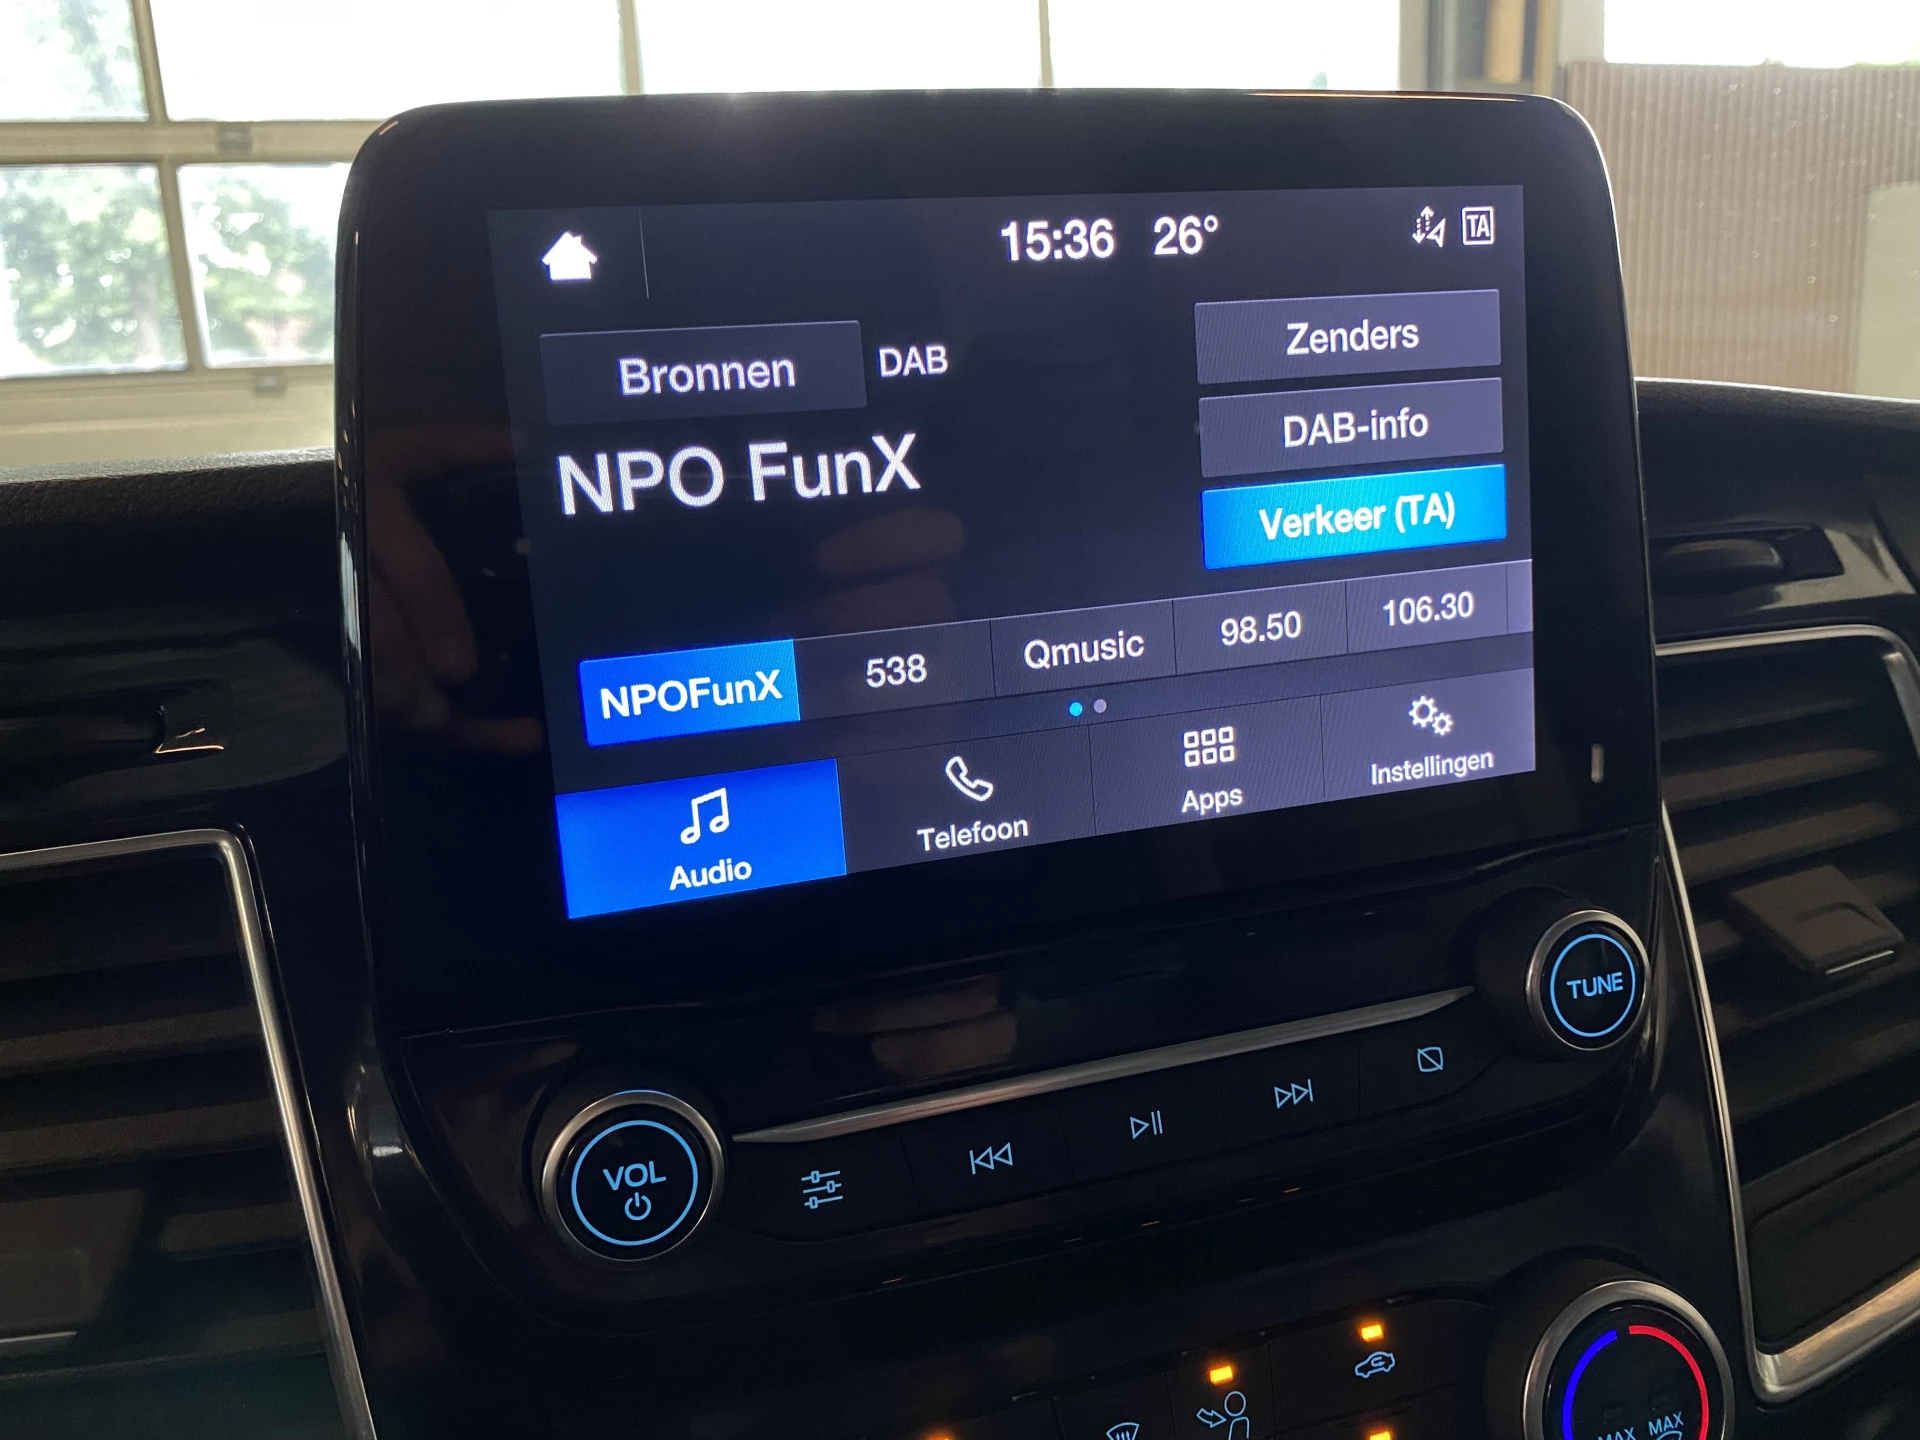 15:36 26°
TA
Bronnen DAB
Zenders
NPO FunX
DAB-info
Verkeer (TA)
NPOFunX 538 Qmusic 98.50 106.30
Audio Telefoon Apps Instellingen
TUNE
VOL
MAX MAX